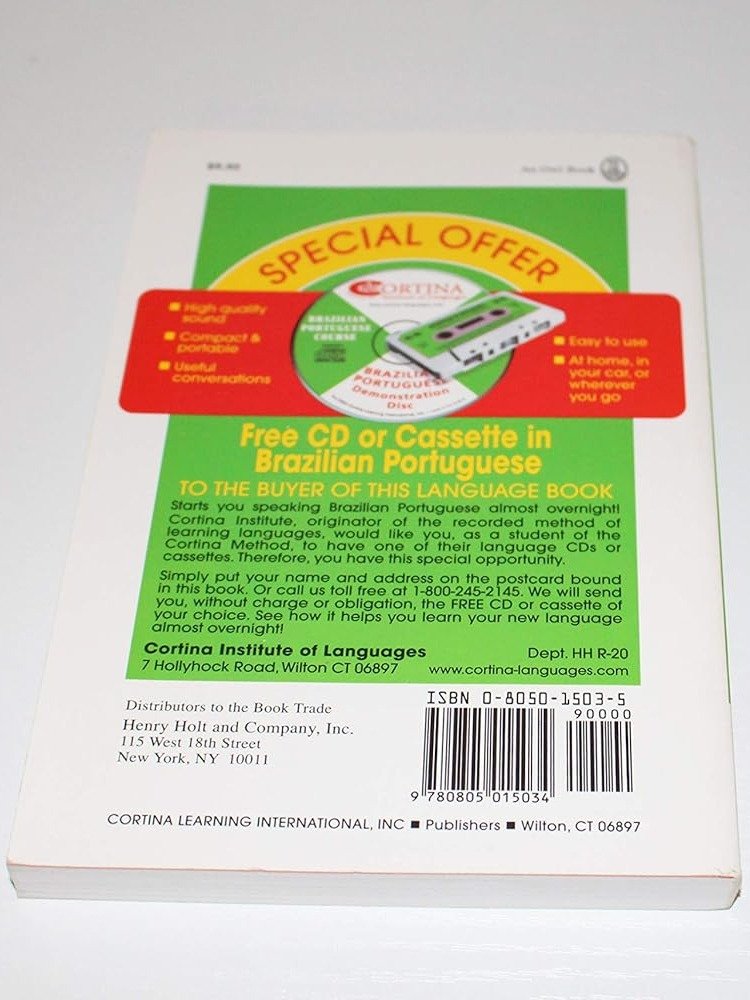 An Owl Book
SPECIAL OFFER
CORTINA
BRAZILIAN
PORTUGUESE
COURSE
BRAZILIAN
PORTUGUESE
Demonstration
Disc
High quality
sound
Compact &
portable
Useful
conversations
Easy to use
At home, in
your car, or
wherever
you go
Free CD or Cassette in
Brazilian Portuguese
TO THE BUYER OF THIS LANGUAGE BOOK
Starts you speaking Brazilian Portuguese almost overnight!
Cortina Institute, originator of the recorded method of
learning languages, would like you, as a student of the
Cortina Method, to have one of their language CDs or
cassettes. Therefore, you have this special opportunity.
Simply put your name and address on the postcard bound
in this book. Or call us toll free at 1-800-245-2145. We will send
you, without charge or obligation, the FREE CD or cassette of
your choice. See how it helps you learn your new language
almost overnight!
Cortina Institute of Languages Dept. HH R-20
7 Hollyhock Road, Wilton CT 06897 www.cortina-languages.com
Distributors to the Book Trade
Henry Holt and Company, Inc.
115 West 18th Street
New York, NY 10011
ISBN 0-8050-1503-5
90000
9 780805 015034
CORTINA LEARNING INTERNATIONAL, INC ■ Publishers ■ Wilton, CT 06897